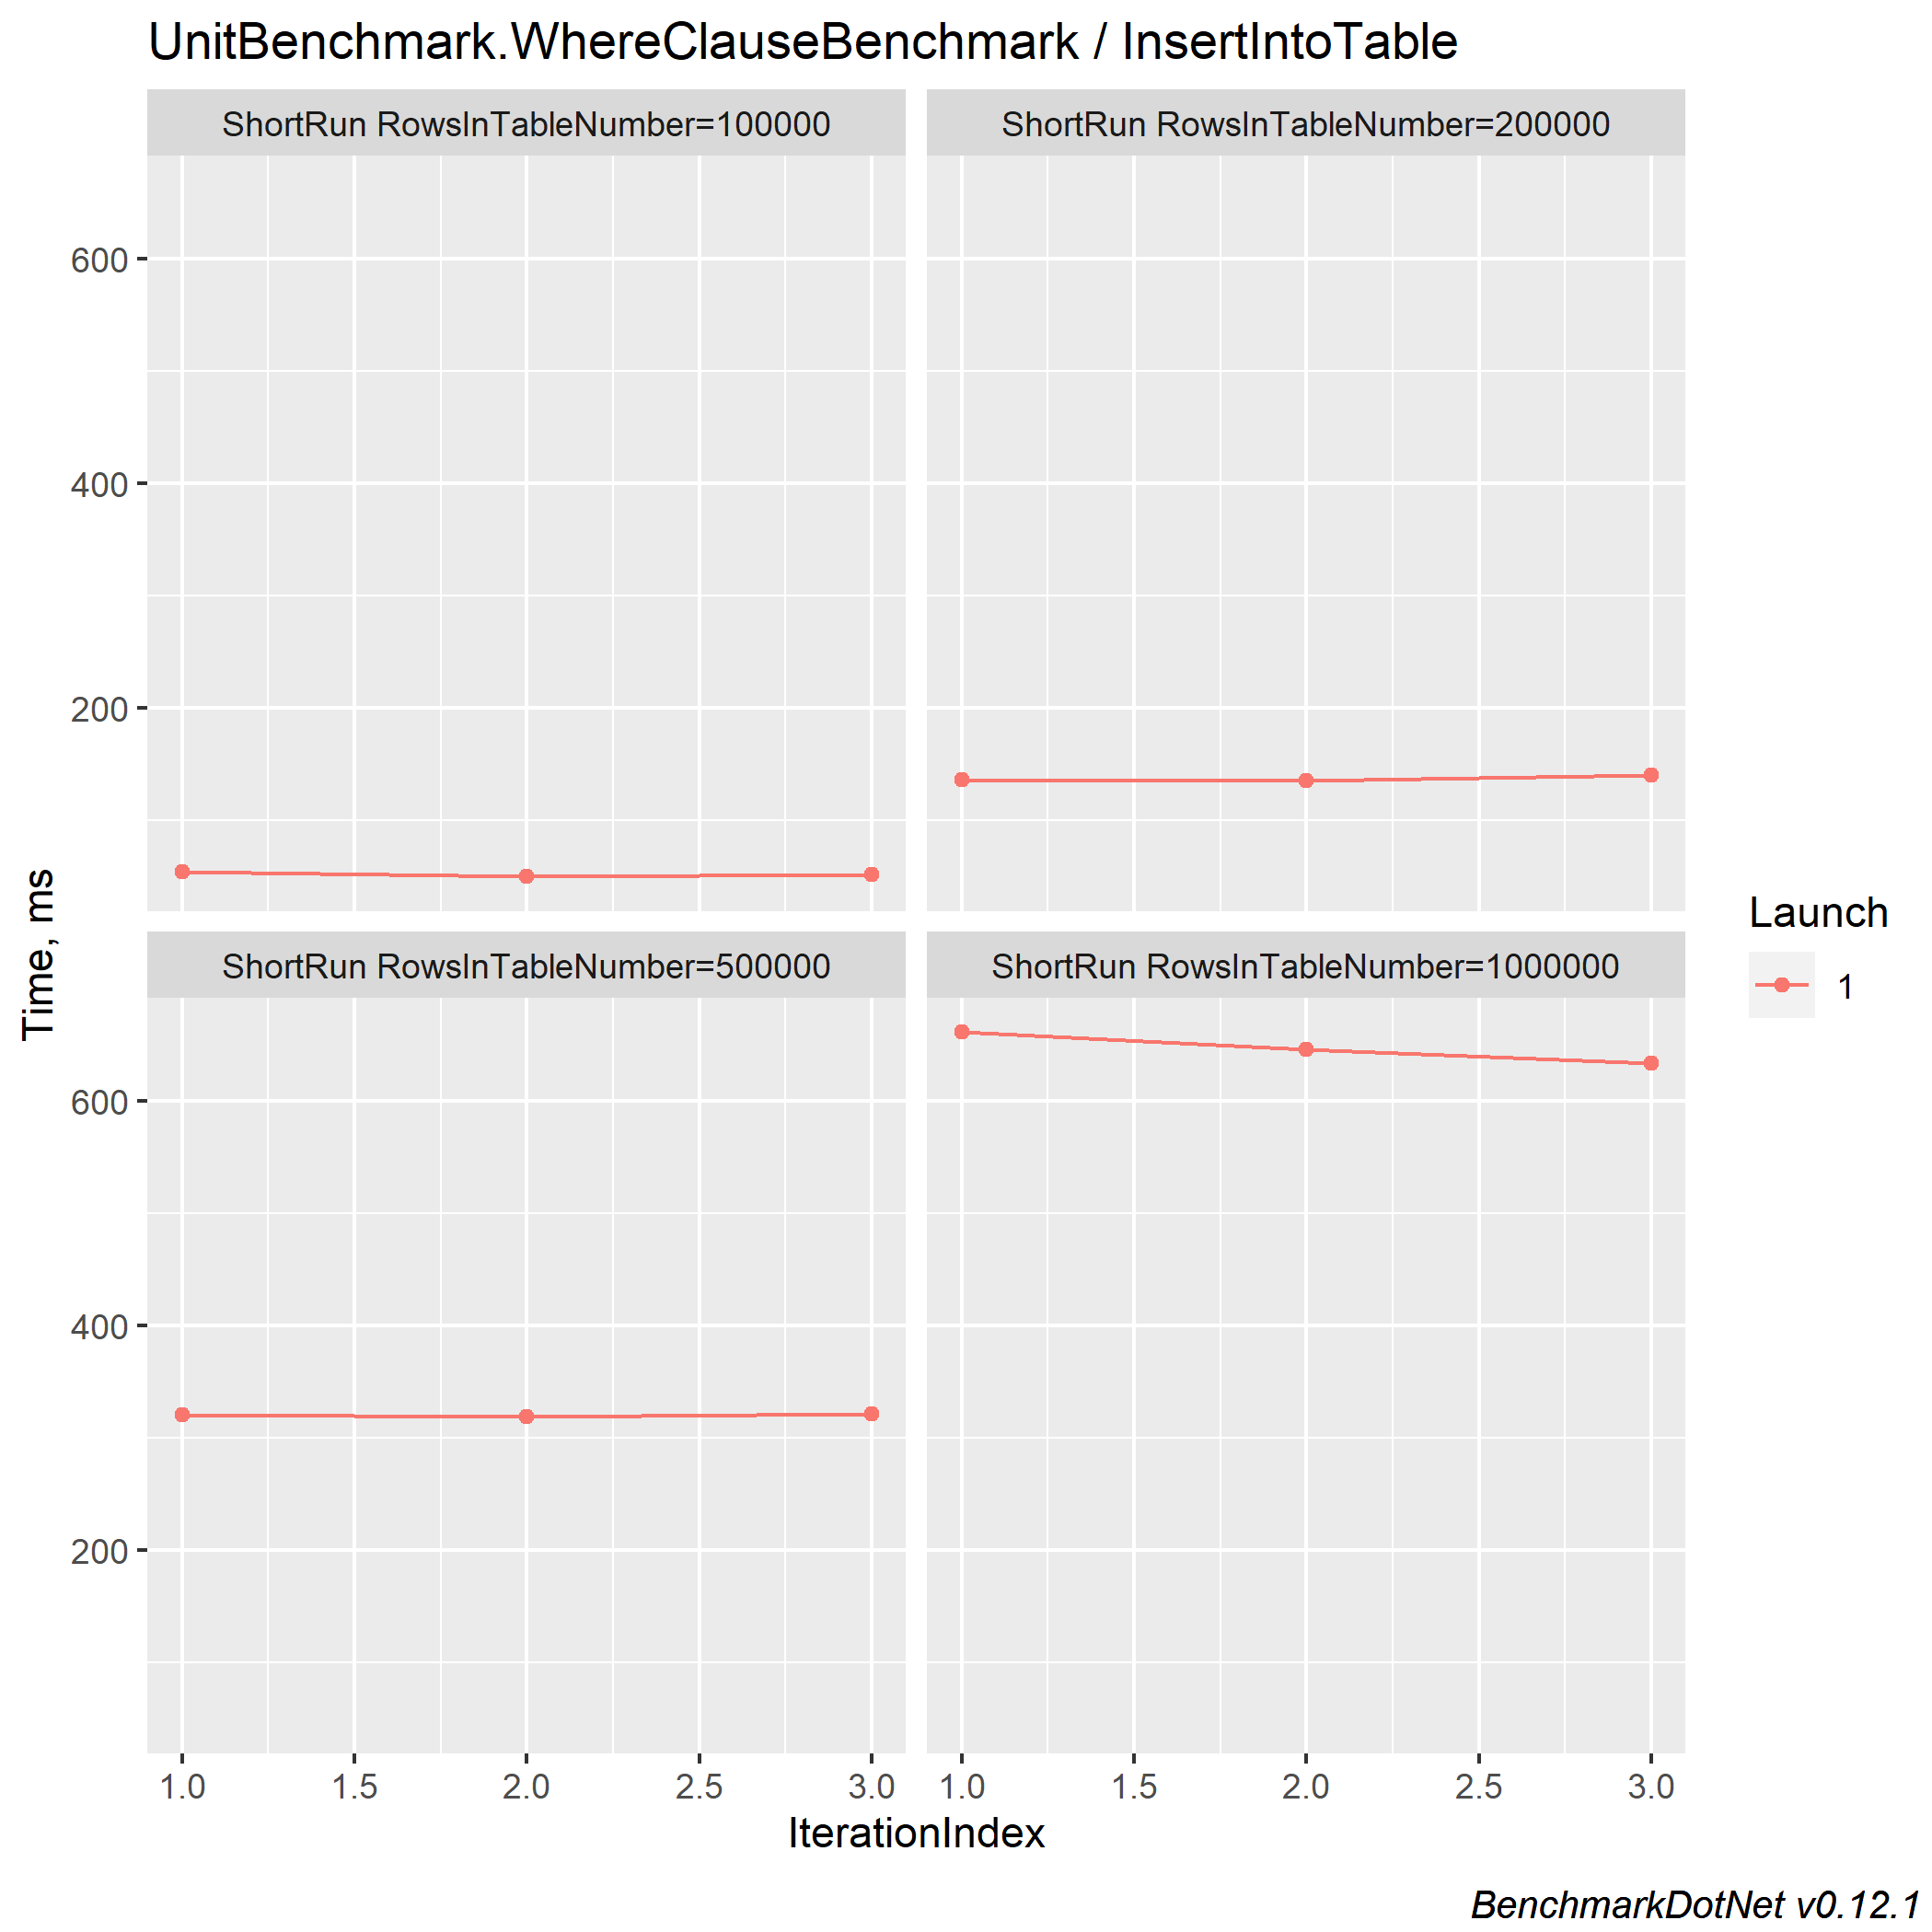 UnitBenchmark.WhereClauseBenchmark / InsertIntoTable
ShortRun RowsInTableNumber=100000
ShortRun RowsInTableNumber=200000
600
400
200
Time, ms
ShortRun RowsInTableNumber=500000
ShortRun RowsInTableNumber=1000000
600
400
200
1.0 1.5 2.0 2.5 3.0
1.0 1.5 2.0 2.5 3.0
IterationIndex
Launch
1
BenchmarkDotNet v0.12.1